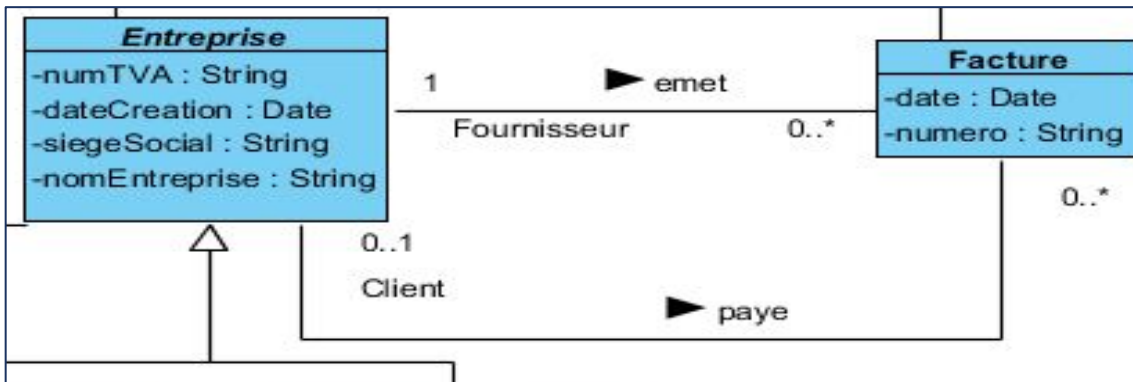 Entreprise
-numTVA : String
-dateCreation : Date
-siegeSocial : String
-nomEntreprise : String
1
emet
Fournisseur
0..*
Facture
-date : Date
-numero : String
0..*
0..1
Client
paye